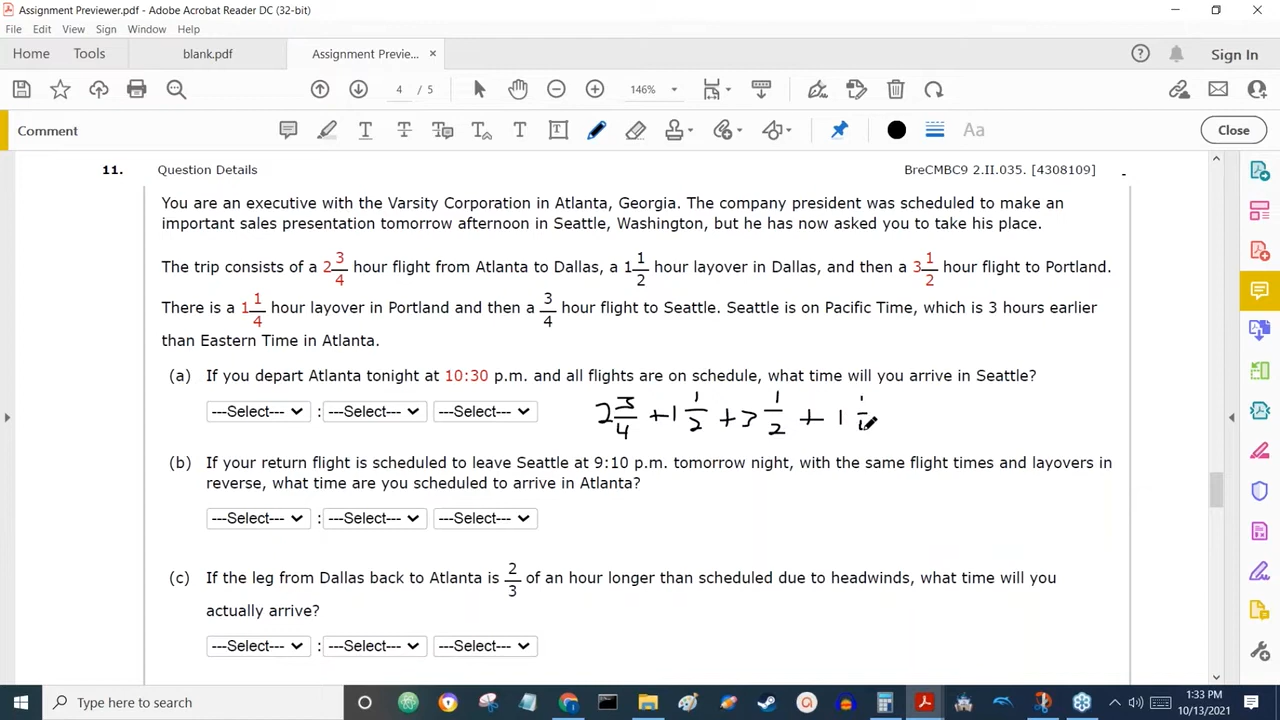 Assignment Previewer.pdf - Adobe Acrobat Reader DC (32-bit)
File Edit View Sign Window Help
Home Tools blank.pdf Assignment Previe... × Sign In
4 / 5 146%
Comment Aa Close
11. Question Details BreCMBC9 2.II.035. [4308109] -
You are an executive with the Varsity Corporation in Atlanta, Georgia. The company president was scheduled to make an
important sales presentation tomorrow afternoon in Seattle, Washington, but he has now asked you to take his place.
The trip consists of a 2 3/4 hour flight from Atlanta to Dallas, a 1 1/2 hour layover in Dallas, and then a 3 1/2 hour flight to Portland.
There is a 1 1/4 hour layover in Portland and then a 3/4 hour flight to Seattle. Seattle is on Pacific Time, which is 3 hours earlier
than Eastern Time in Atlanta.
(a) If you depart Atlanta tonight at 10:30 p.m. and all flights are on schedule, what time will you arrive in Seattle?
---Select--- : ---Select--- ---Select--- 2 3/4 + 1 1/2 + 3 1/2 + 1
(b) If your return flight is scheduled to leave Seattle at 9:10 p.m. tomorrow night, with the same flight times and layovers in
reverse, what time are you scheduled to arrive in Atlanta?
---Select--- : ---Select--- ---Select---
(c) If the leg from Dallas back to Atlanta is 2/3 of an hour longer than scheduled due to headwinds, what time will you
actually arrive?
---Select--- : ---Select--- ---Select---
Type here to search 1:33 PM
10/13/2021